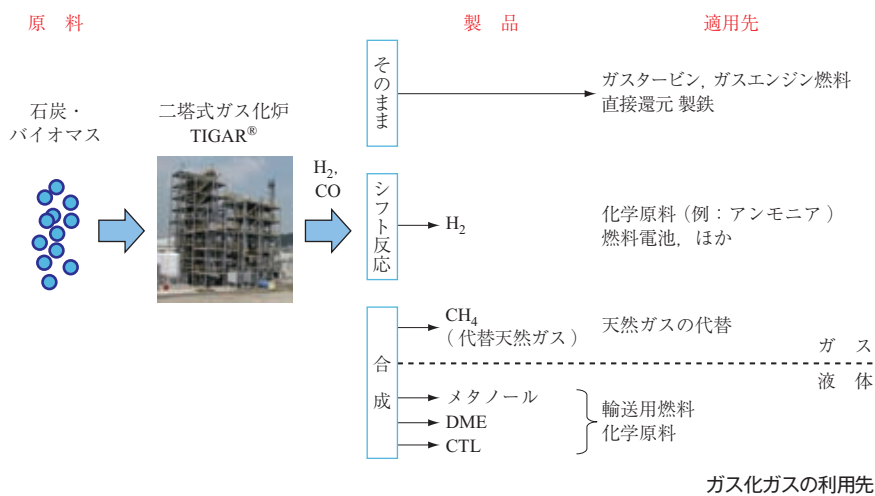 原 料
製 品
適用先
石炭・
バイオマス
二塔式ガス化炉
TIGAR®
H₂,
CO
そのまま
ガスタービン, ガスエンジン燃料
直接還元 製鉄
シフト反応
H₂
化学原料 ( 例：アンモニア )
燃料電池, ほか
合成
CH₄
( 代替天然ガス )
天然ガスの代替
ガ ス
液 体
メタノール
DME
CTL
輸送用燃料
化学原料
ガス化ガスの利用先